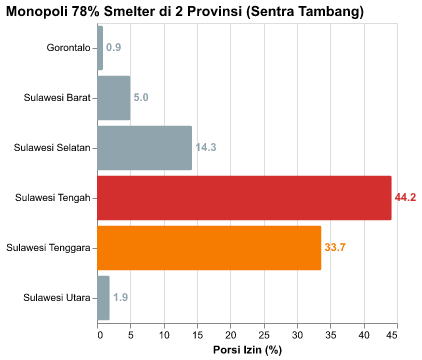 Monopoli 78% Smelter di 2 Provinsi (Sentra Tambang)
Gorontalo 0.9
Sulawesi Barat 5.0
Sulawesi Selatan 14.3
Sulawesi Tengah 44.2
Sulawesi Tenggara 33.7
Sulawesi Utara 1.9
0 5 10 15 20 25 30 35 40 45
Porsi Izin (%)